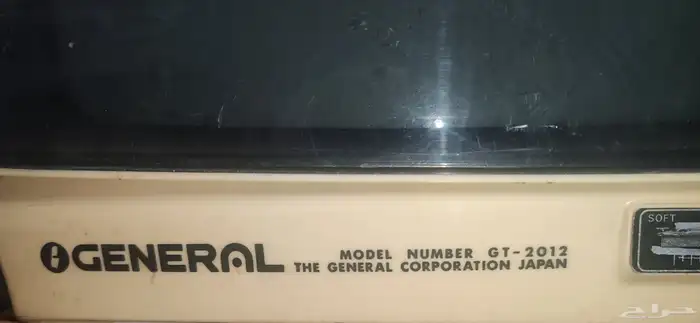 GENERAL
MODEL NUMBER GT-2012
THE GENERAL CORPORATION JAPAN
SOFT
حراج